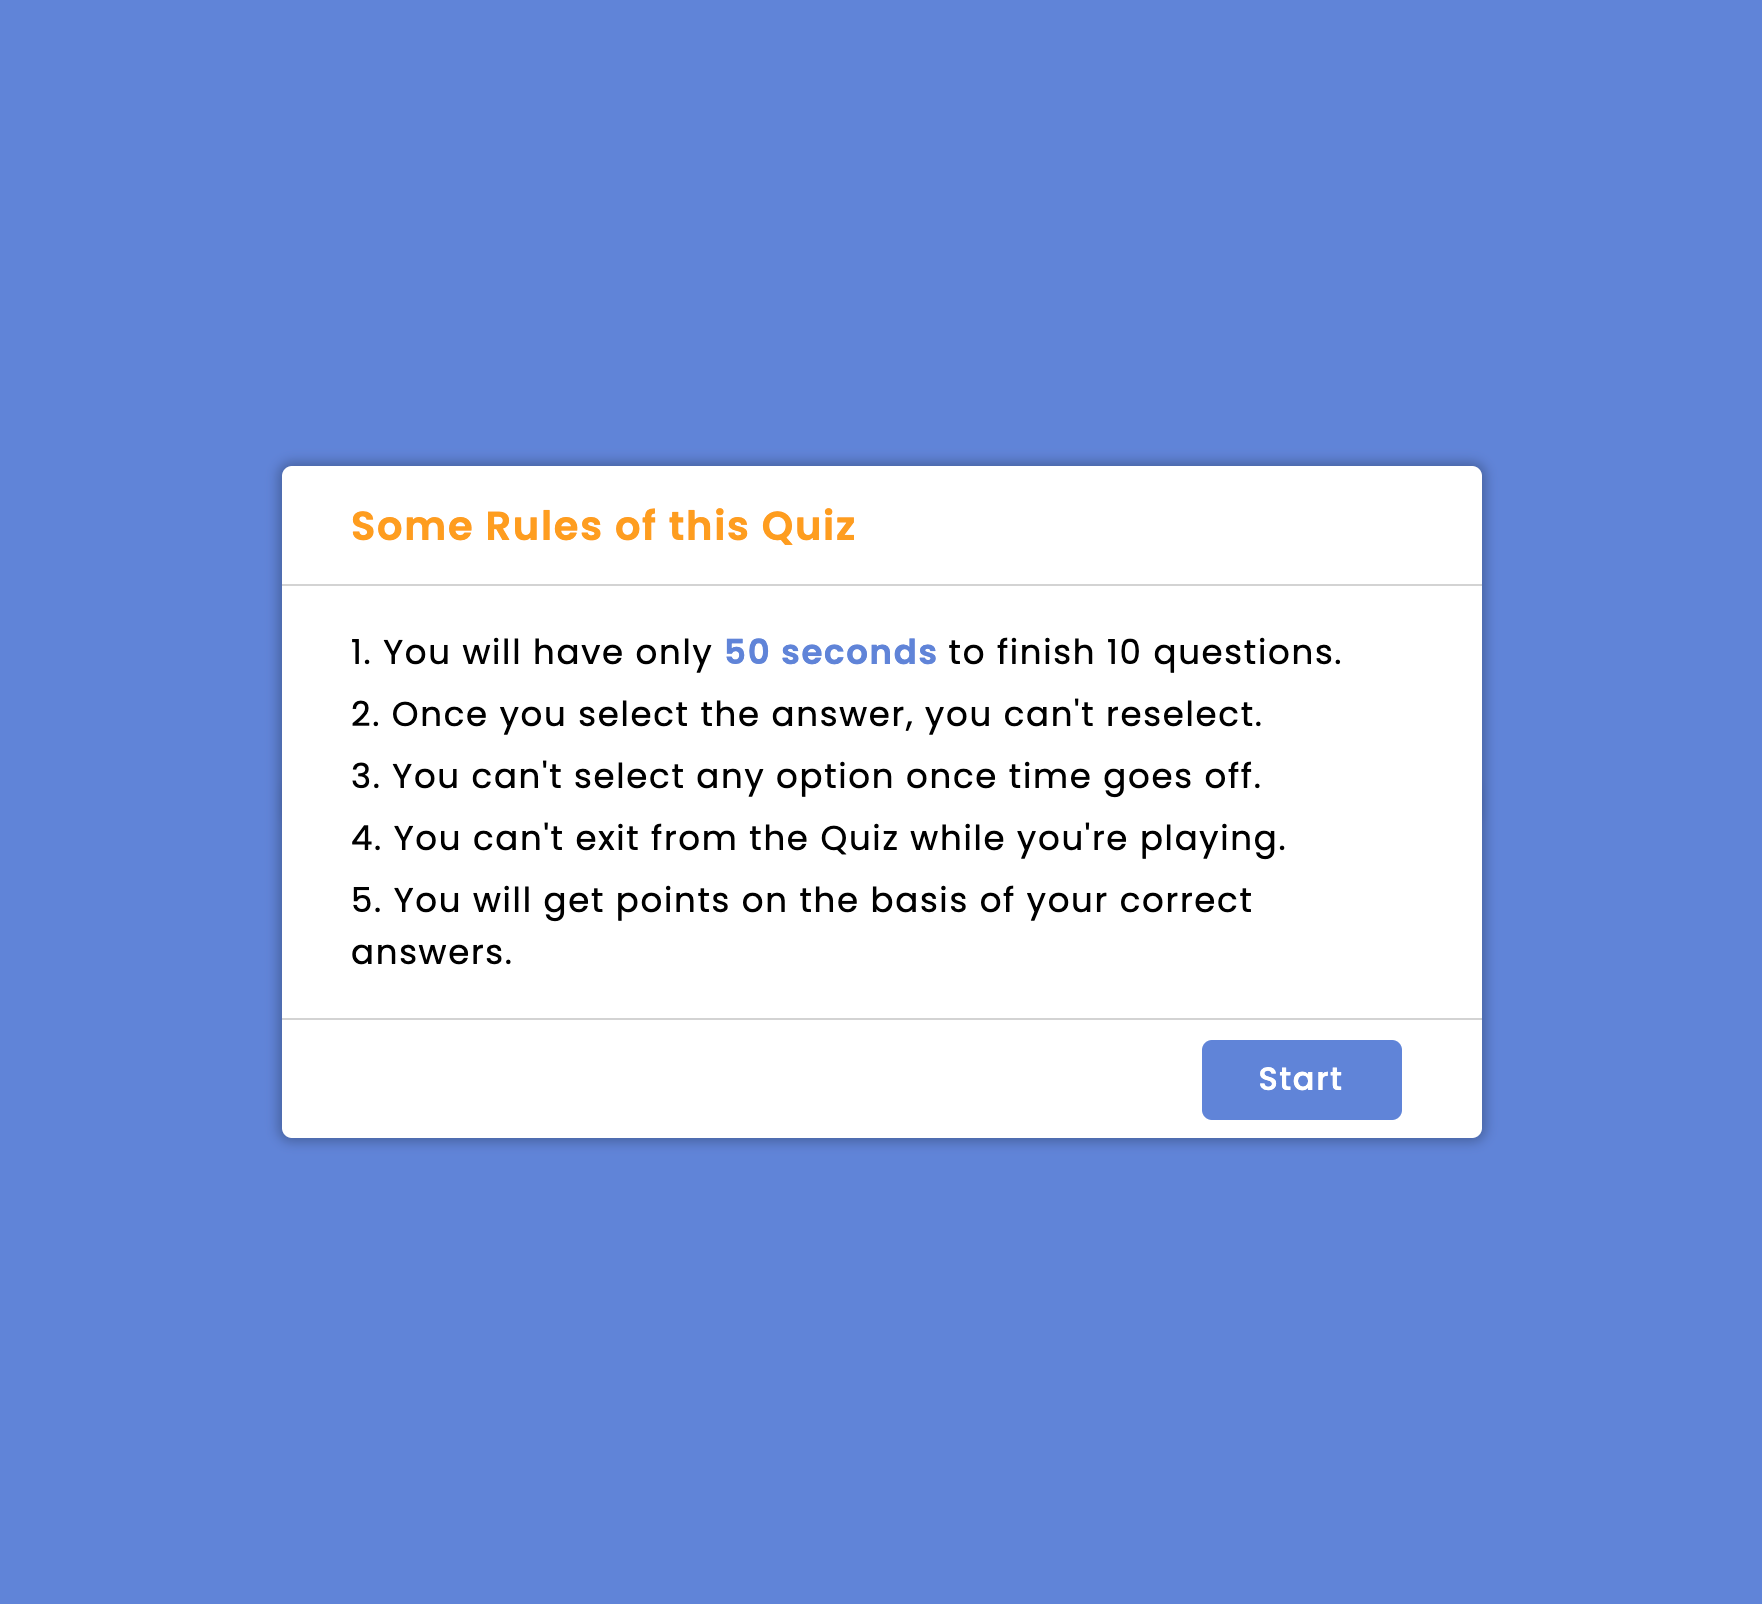 Some Rules of this Quiz
1. You will have only 50 seconds to finish 10 questions.
2. Once you select the answer, you can't reselect.
3. You can't select any option once time goes off.
4. You can't exit from the Quiz while you're playing.
5. You will get points on the basis of your correct
answers.
Start